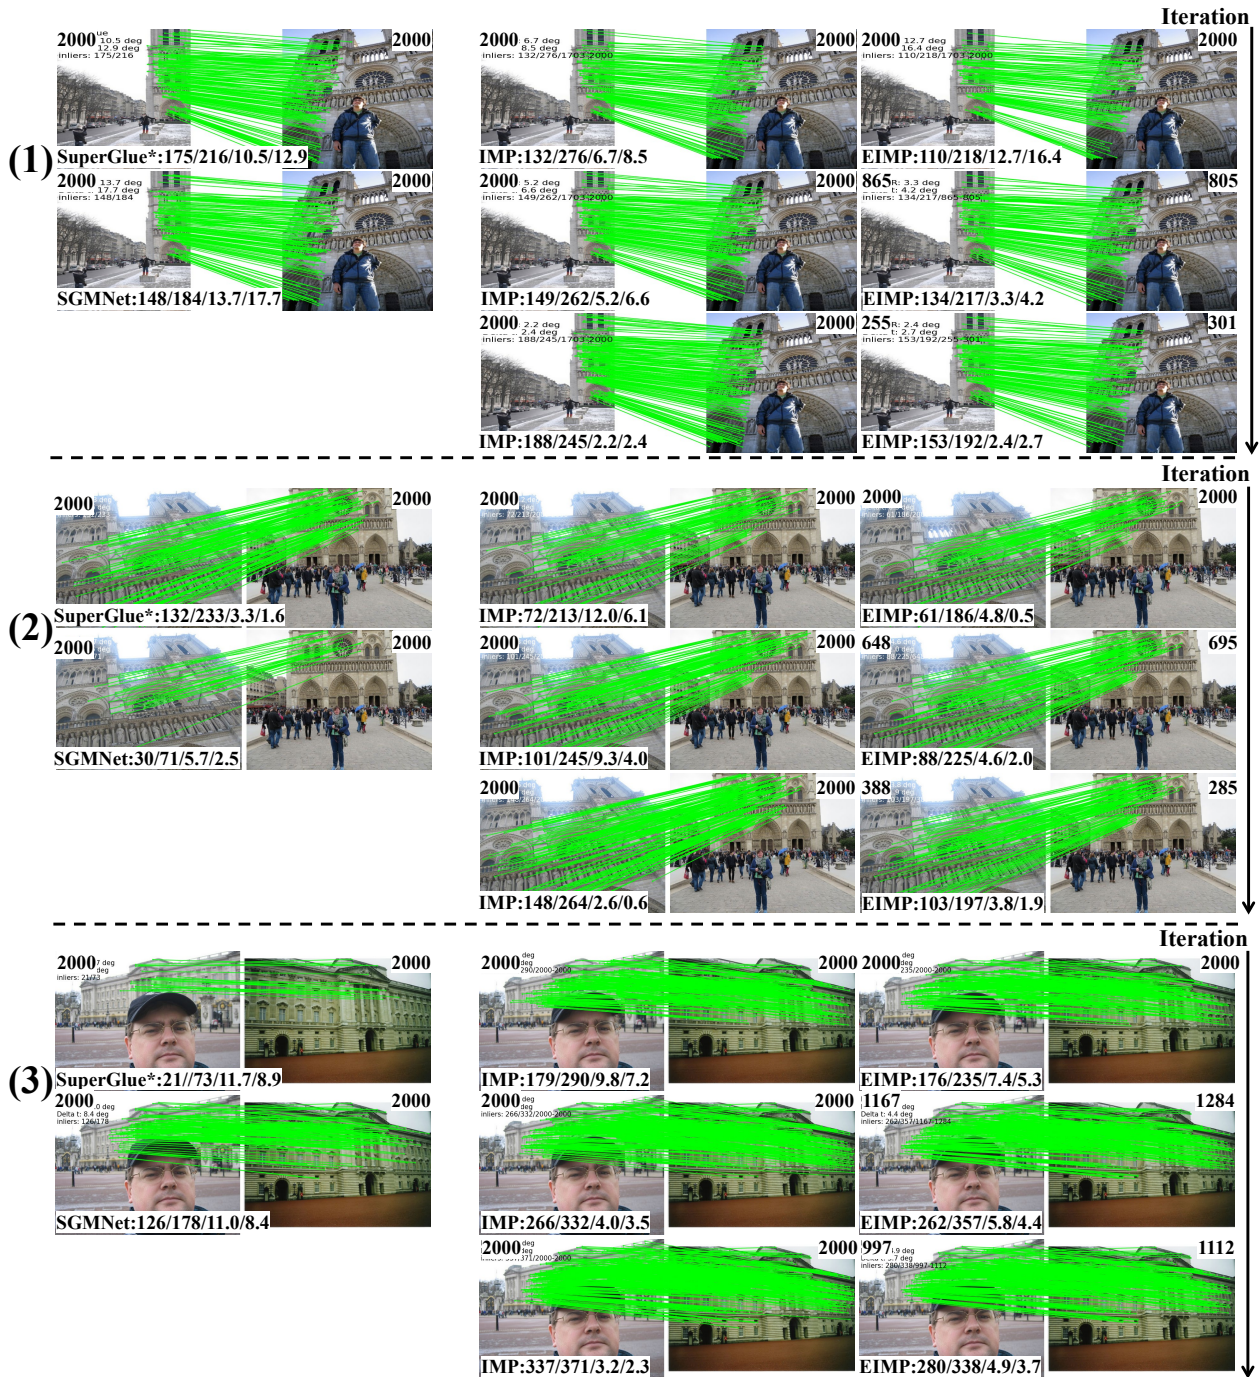 Iteration
(1)
2000 ue 2000
10.5 deg
12.9 deg
inliers: 175/216
SuperGlue*:175/216/10.5/12.9
2000 6.7 deg 2000
8.5 deg
inliers: 132/276/1703-2000
IMP:132/276/6.7/8.5
2000 12.7 deg 2000
16.4 deg
inliers: 110/218/1703-2000
EIMP:110/218/12.7/16.4
2000 13.7 deg 2000
17.7 deg
inliers: 148/184
SGMNet:148/184/13.7/17.7
2000 : 5.2 deg 2000
6.6 deg
inliers: 149/262/1703-2000
IMP:149/262/5.2/6.6
865 R: 3.3 deg 805
t: 4.2 deg
inliers: 134/217/865-805
EIMP:134/217/3.3/4.2
2000 : 2.2 deg 2000
2.4 deg
inliers: 188/245/1703-2000
IMP:188/245/2.2/2.4
255 R: 2.4 deg 301
t: 2.7 deg
inliers: 153/192/255-301
EIMP:153/192/2.4/2.7
Iteration
(2)
2000 2000
SuperGlue*:132/233/3.3/1.6
2000 2000
IMP:72/213/12.0/6.1
2000 2000
EIMP:61/186/4.8/0.5
2000 2000
SGMNet:30/71/5.7/2.5
2000 2000
IMP:101/245/9.3/4.0
648 695
EIMP:88/225/4.6/2.0
2000 2000
IMP:148/264/2.6/0.6
388 285
EIMP:103/197/3.8/1.9
Iteration
(3)
2000 7 deg 2000
deg
inliers: 21/73
SuperGlue*:21//73/11.7/8.9
2000 deg 2000
deg
290/2000-2000
IMP:179/290/9.8/7.2
2000 deg 2000
deg
235/2000-2000
EIMP:176/235/7.4/5.3
2000 .0 deg 2000
Delta t: 8.4 deg
inliers: 126/178
SGMNet:126/178/11.0/8.4
2000 deg 2000
deg
inliers: 266/332/2000-2000
IMP:266/332/4.0/3.5
1167 deg 1284
Delta t: 4.4 deg
inliers: 262/357/1167-1284
EIMP:262/357/5.8/4.4
2000 deg 2000
deg
IMP:337/371/3.2/2.3
997 4.9 deg 1112
3.7 deg
inliers: 280/338/997-1112
EIMP:280/338/4.9/3.7